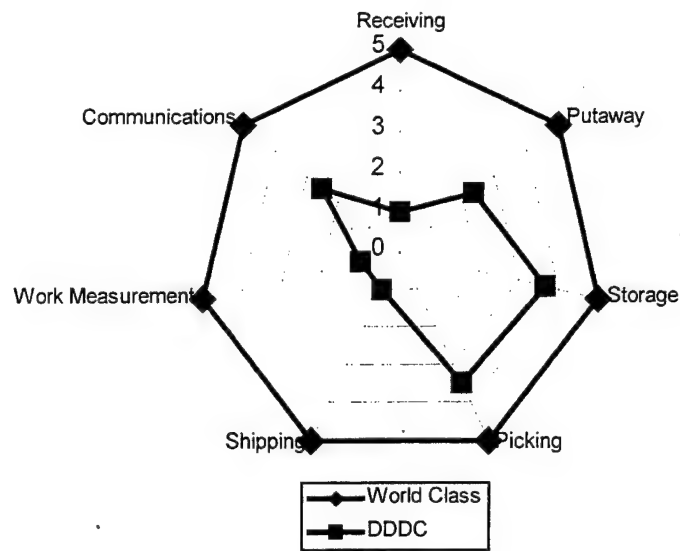 Receiving
5
4
3
2
1
0
Communications
Putaway
Work Measurement
Storage
Shipping
Picking
World Class
DDDC